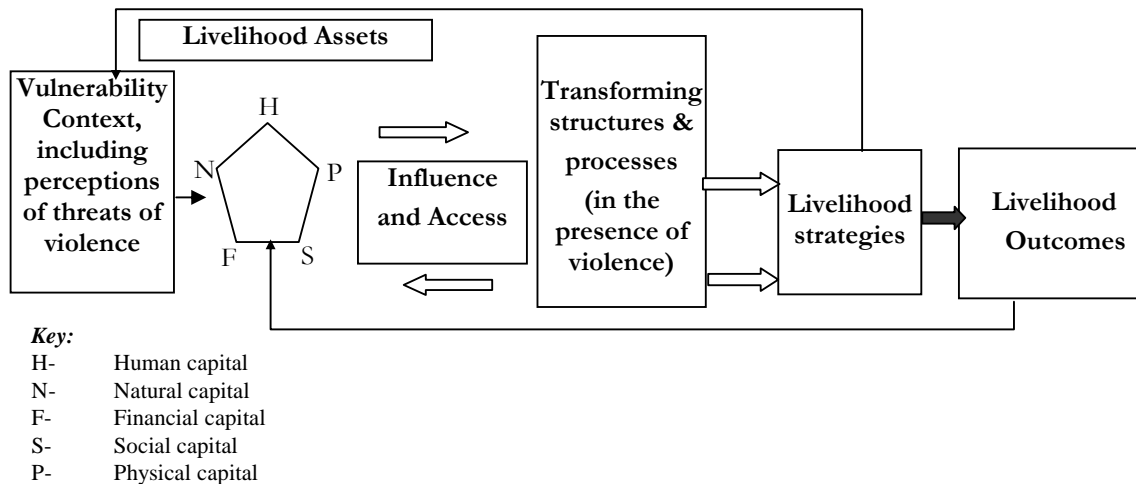 Livelihood Assets
Vulnerability
Context,
including
perceptions
of threats of
violence
H
N
P
F
S
Influence
and Access
Transforming
structures &
processes
(in the
presence of
violence)
Livelihood
strategies
Livelihood
Outcomes
Key:
H- Human capital
N- Natural capital
F- Financial capital
S- Social capital
P- Physical capital